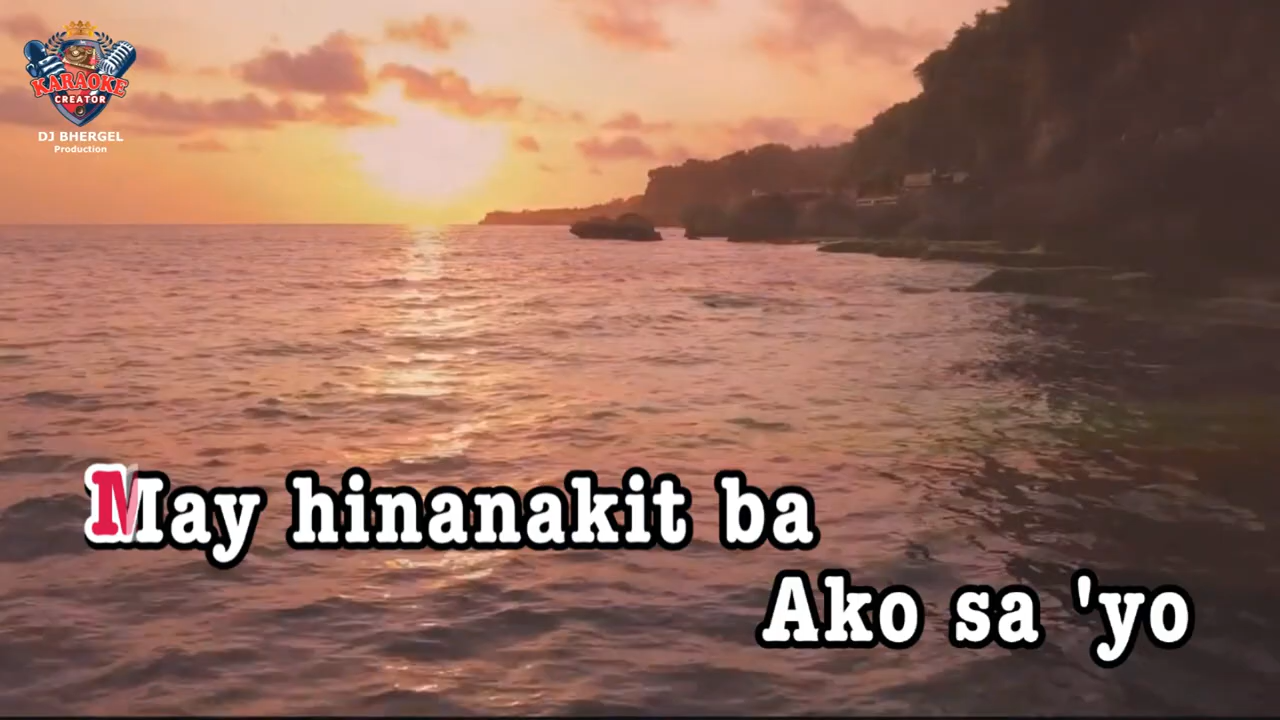 KARAOKE
CREATOR
DJ BHERGEL
Production
May hinanakit ba
Ako sa 'yo